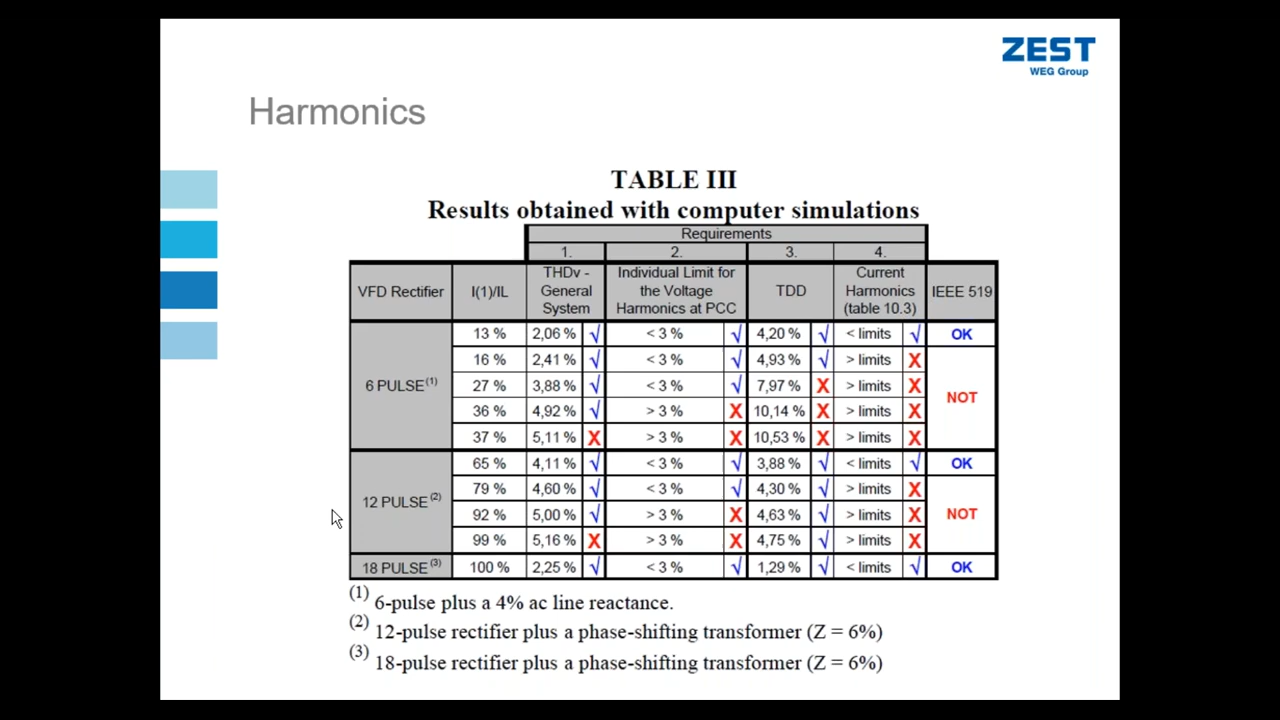 ZEST
WEG Group
Harmonics
TABLE III
Results obtained with computer simulations
Requirements
1. 2. 3. 4.
VFD Rectifier I(1)/IL THDv - General System Individual Limit for the Voltage Harmonics at PCC TDD Current Harmonics (table 10.3) IEEE 519
6 PULSE(1) 13 % 2,06 % √ < 3 % √ 4,20 % √ < limits √ OK
16 % 2,41 % √ < 3 % √ 4,93 % √ > limits X NOT
27 % 3,88 % √ < 3 % √ 7,97 % X > limits X
36 % 4,92 % √ > 3 % X 10,14 % X > limits X
37 % 5,11 % X > 3 % X 10,53 % X > limits X
12 PULSE(2) 65 % 4,11 % √ < 3 % √ 3,88 % √ < limits √ OK
79 % 4,60 % √ < 3 % √ 4,30 % √ > limits X NOT
92 % 5,00 % √ > 3 % X 4,63 % √ > limits X
99 % 5,16 % X > 3 % X 4,75 % √ > limits X
18 PULSE (3) 100 % 2,25 % √ < 3 % √ 1,29 % √ < limits √ OK
(1) 6-pulse plus a 4% ac line reactance.
(2) 12-pulse rectifier plus a phase-shifting transformer (Z = 6%)
(3) 18-pulse rectifier plus a phase-shifting transformer (Z = 6%)